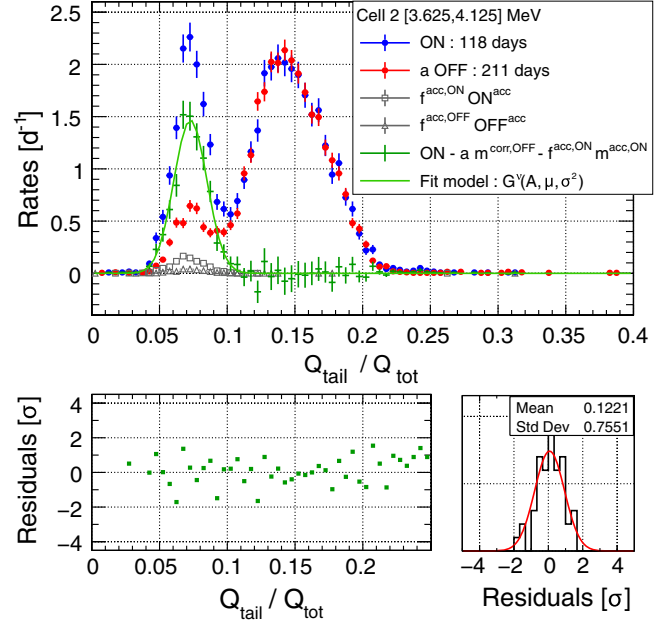 Cell 2 [3.625,4.125] MeV
ON : 118 days
a OFF : 211 days
f^acc,ON ON^acc
f^acc,OFF OFF^acc
ON - a m^corr,OFF - f^acc,ON m^acc,ON
Fit model : G^ν(A, μ, σ²)
Rates [d⁻¹]
2.5
2
1.5
1
0.5
0
0 0.05 0.1 0.15 0.2 0.25 0.3 0.35 0.4
Q_tail / Q_tot
Residuals [σ]
4
2
0
−2
−4
0 0.05 0.1 0.15 0.2
Q_tail / Q_tot
Mean 0.1221
Std Dev 0.7551
−4 −2 0 2 4
Residuals [σ]